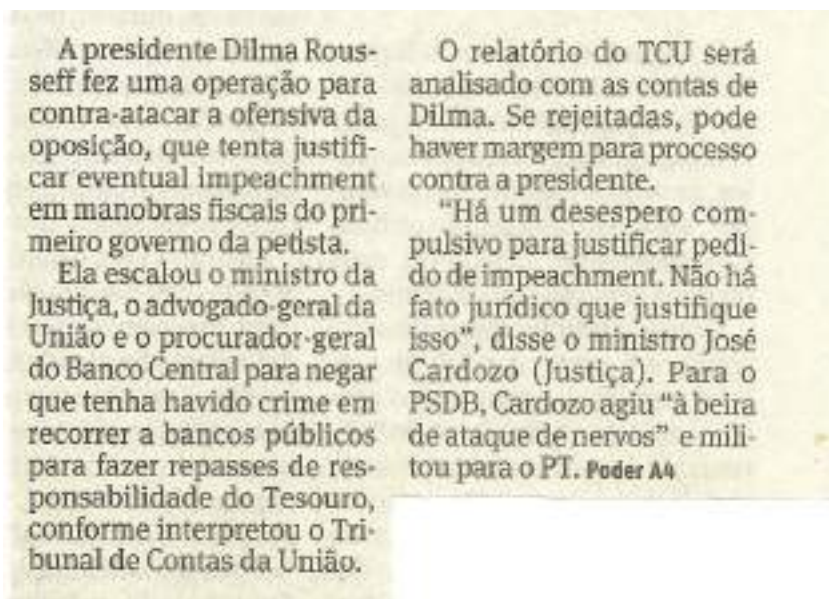 A presidente Dilma Rous-
seff fez uma operação para
contra-atacar a ofensiva da
oposição, que tenta justifi-
car eventual impeachment
em manobras fiscais do pri-
meiro governo da petista.
Ela escalou o ministro da
Justiça, o advogado-geral da
União e o procurador-geral
do Banco Central para negar
que tenha havido crime em
recorrer a bancos públicos
para fazer repasses de res-
ponsabilidade do Tesouro,
conforme interpretou o Tri-
bunal de Contas da União.
O relatório do TCU será
analisado com as contas de
Dilma. Se rejeitadas, pode
haver margem para processo
contra a presidente.
“Há um desespero com-
pulsivo para justificar pedi-
do de impeachment. Não há
fato jurídico que justifique
isso”, disse o ministro José
Cardozo (Justiça). Para o
PSDB, Cardozo agiu “à beira
de ataque de nervos” e mili-
tou para o PT. Poder A4